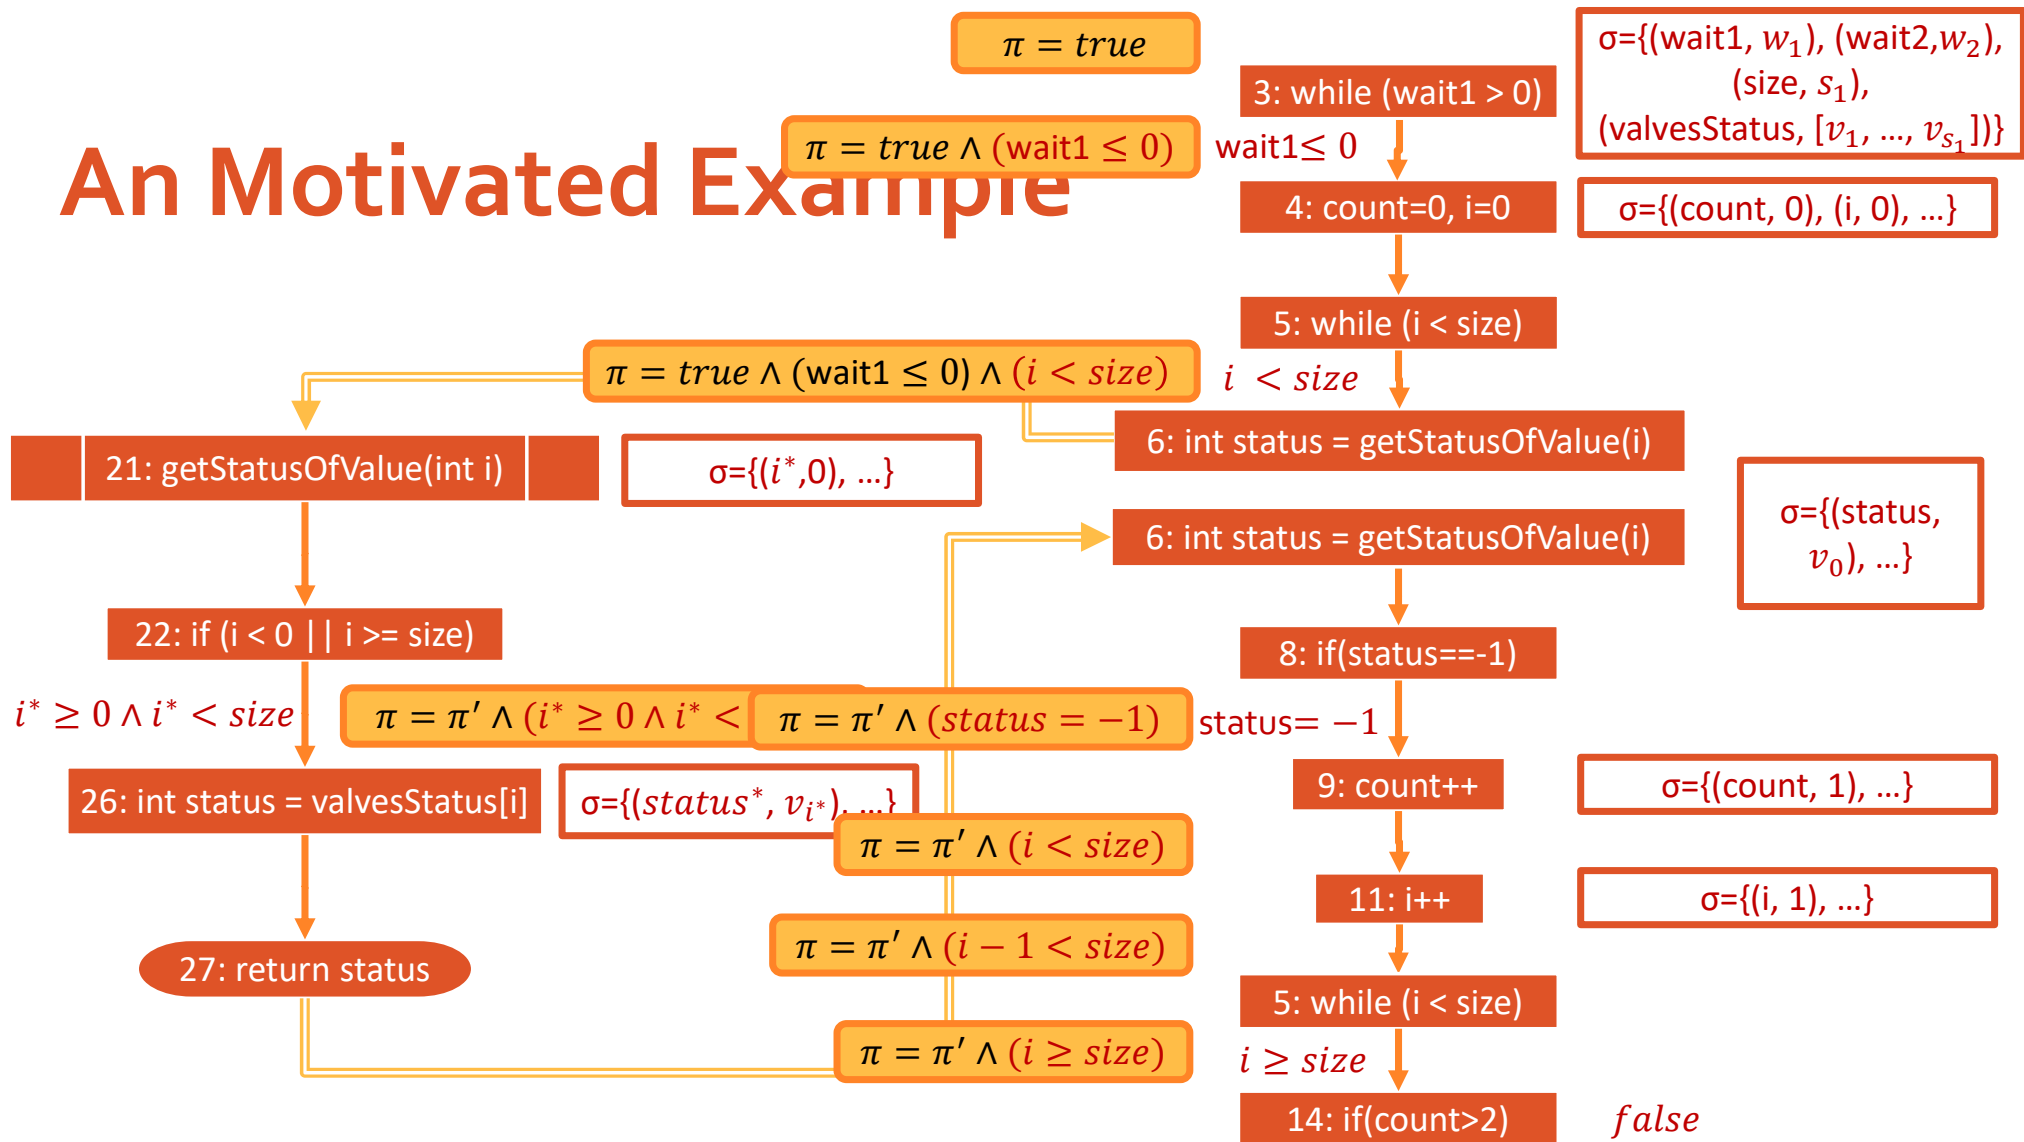 π = true
σ={(wait1, w₁), (wait2,w₂),
(size, s₁),
(valvesStatus, [v₁, …, v_{s₁}])}
3: while (wait1 > 0)
π = true ∧ (wait1 ≤ 0)
wait1≤ 0
An Motivated Example
4: count=0, i=0
σ={(count, 0), (i, 0), …}
5: while (i < size)
π = true ∧ (wait1 ≤ 0) ∧ (i < size)
i < size
6: int status = getStatusOfValue(i)
21: getStatusOfValue(int i)
σ={(i*,0), …}
6: int status = getStatusOfValue(i)
σ={(status,
v₀), …}
22: if (i < 0 || i >= size)
8: if(status==-1)
i* ≥ 0 ∧ i* < size
π = π′ ∧ (i* ≥ 0 ∧ i* <
π = π′ ∧ (status = −1)
status= −1
26: int status = valvesStatus[i]
σ={(status*, v_{i*}), …}
9: count++
σ={(count, 1), …}
π = π′ ∧ (i < size)
11: i++
σ={(i, 1), …}
π = π′ ∧ (i − 1 < size)
27: return status
5: while (i < size)
π = π′ ∧ (i ≥ size)
i ≥ size
14: if(count>2)
false